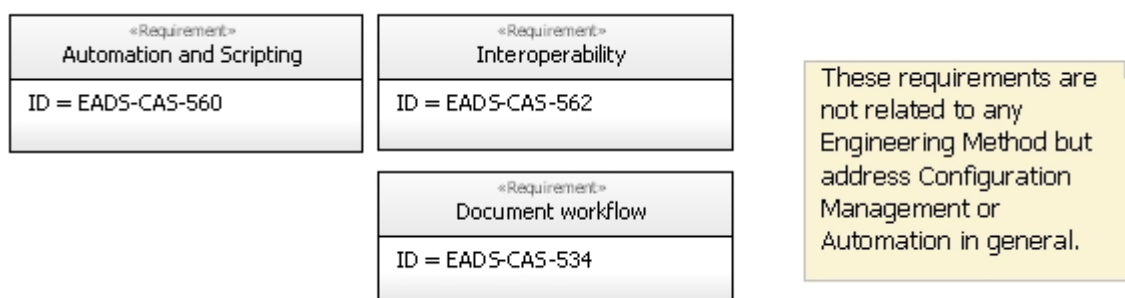 «Requirement»
Automation and Scripting
ID = EADS-CAS-560
«Requirement»
Interoperability
ID = EADS-CAS-562
«Requirement»
Document workflow
ID = EADS-CAS-534
These requirements are
not related to any
Engineering Method but
address Configuration
Management or
Automation in general.